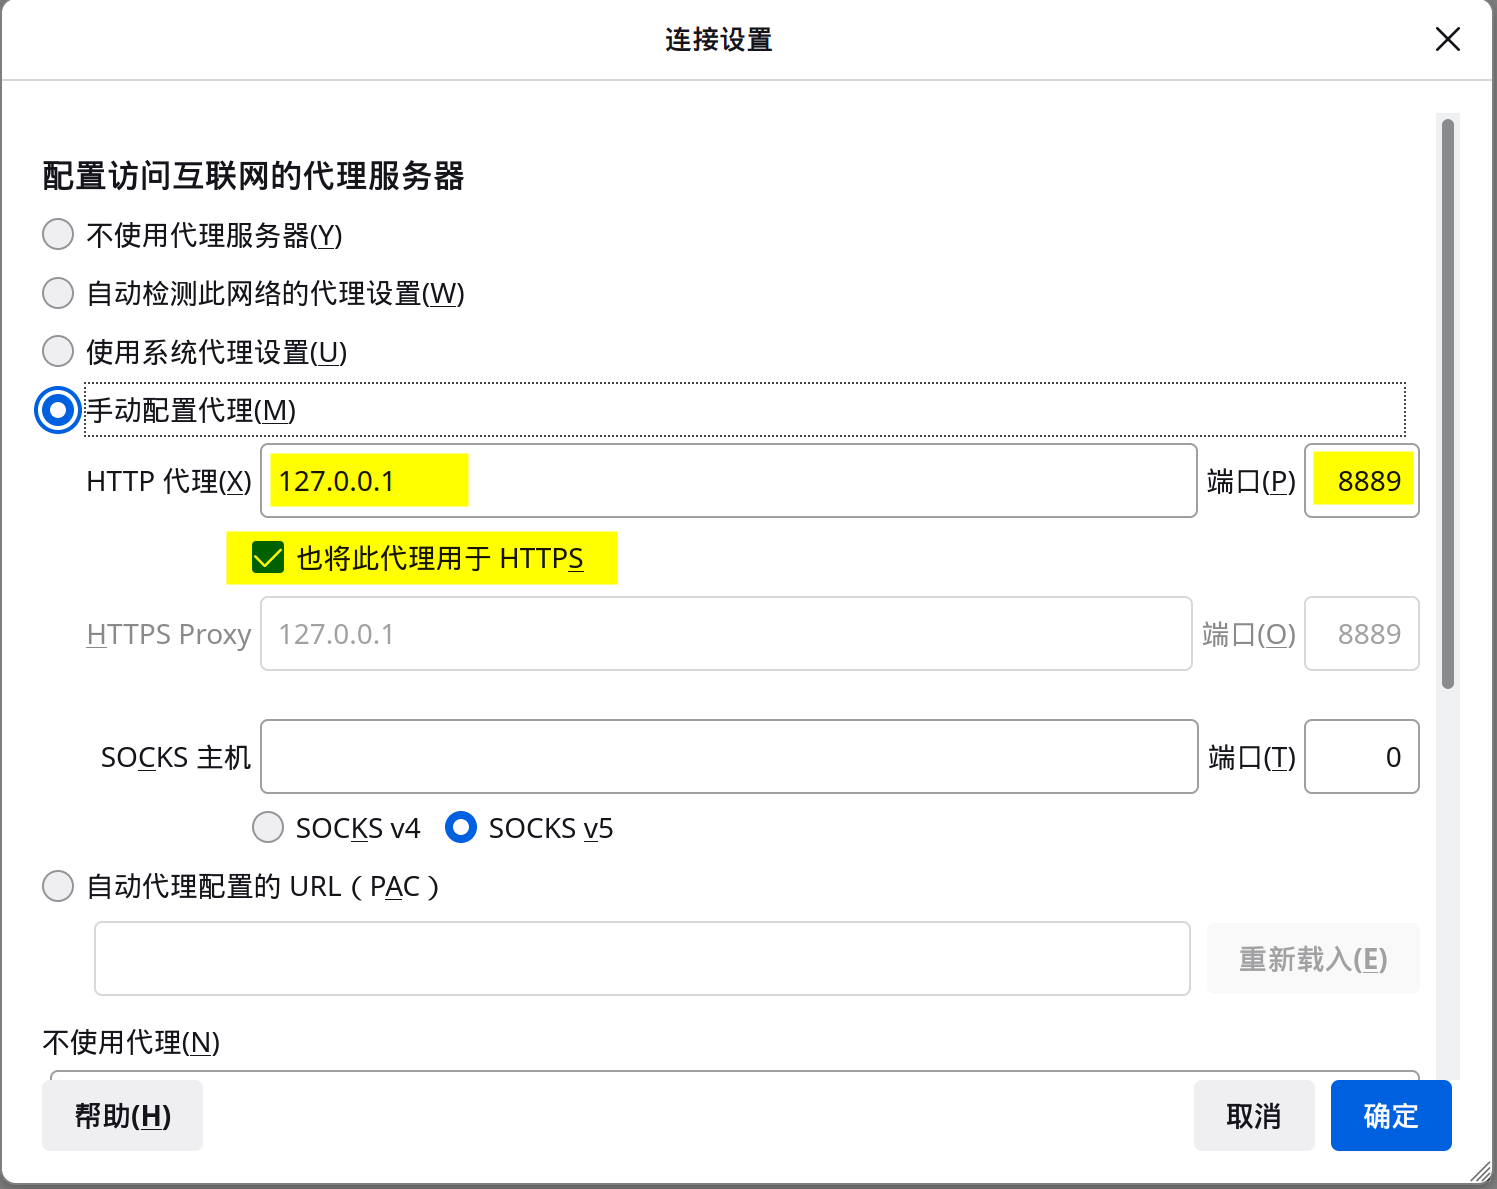 连接设置
配置访问互联网的代理服务器
不使用代理服务器(Y)
自动检测此网络的代理设置(W)
使用系统代理设置(U)
手动配置代理(M)
HTTP 代理(X) 127.0.0.1 端口(P) 8889
也将此代理用于 HTTPS
HTTPS Proxy 127.0.0.1 端口(O) 8889
SOCKS 主机 端口(T) 0
SOCKS v4 SOCKS v5
自动代理配置的 URL（PAC）
重新载入(E)
不使用代理(N)
帮助(H) 取消 确定